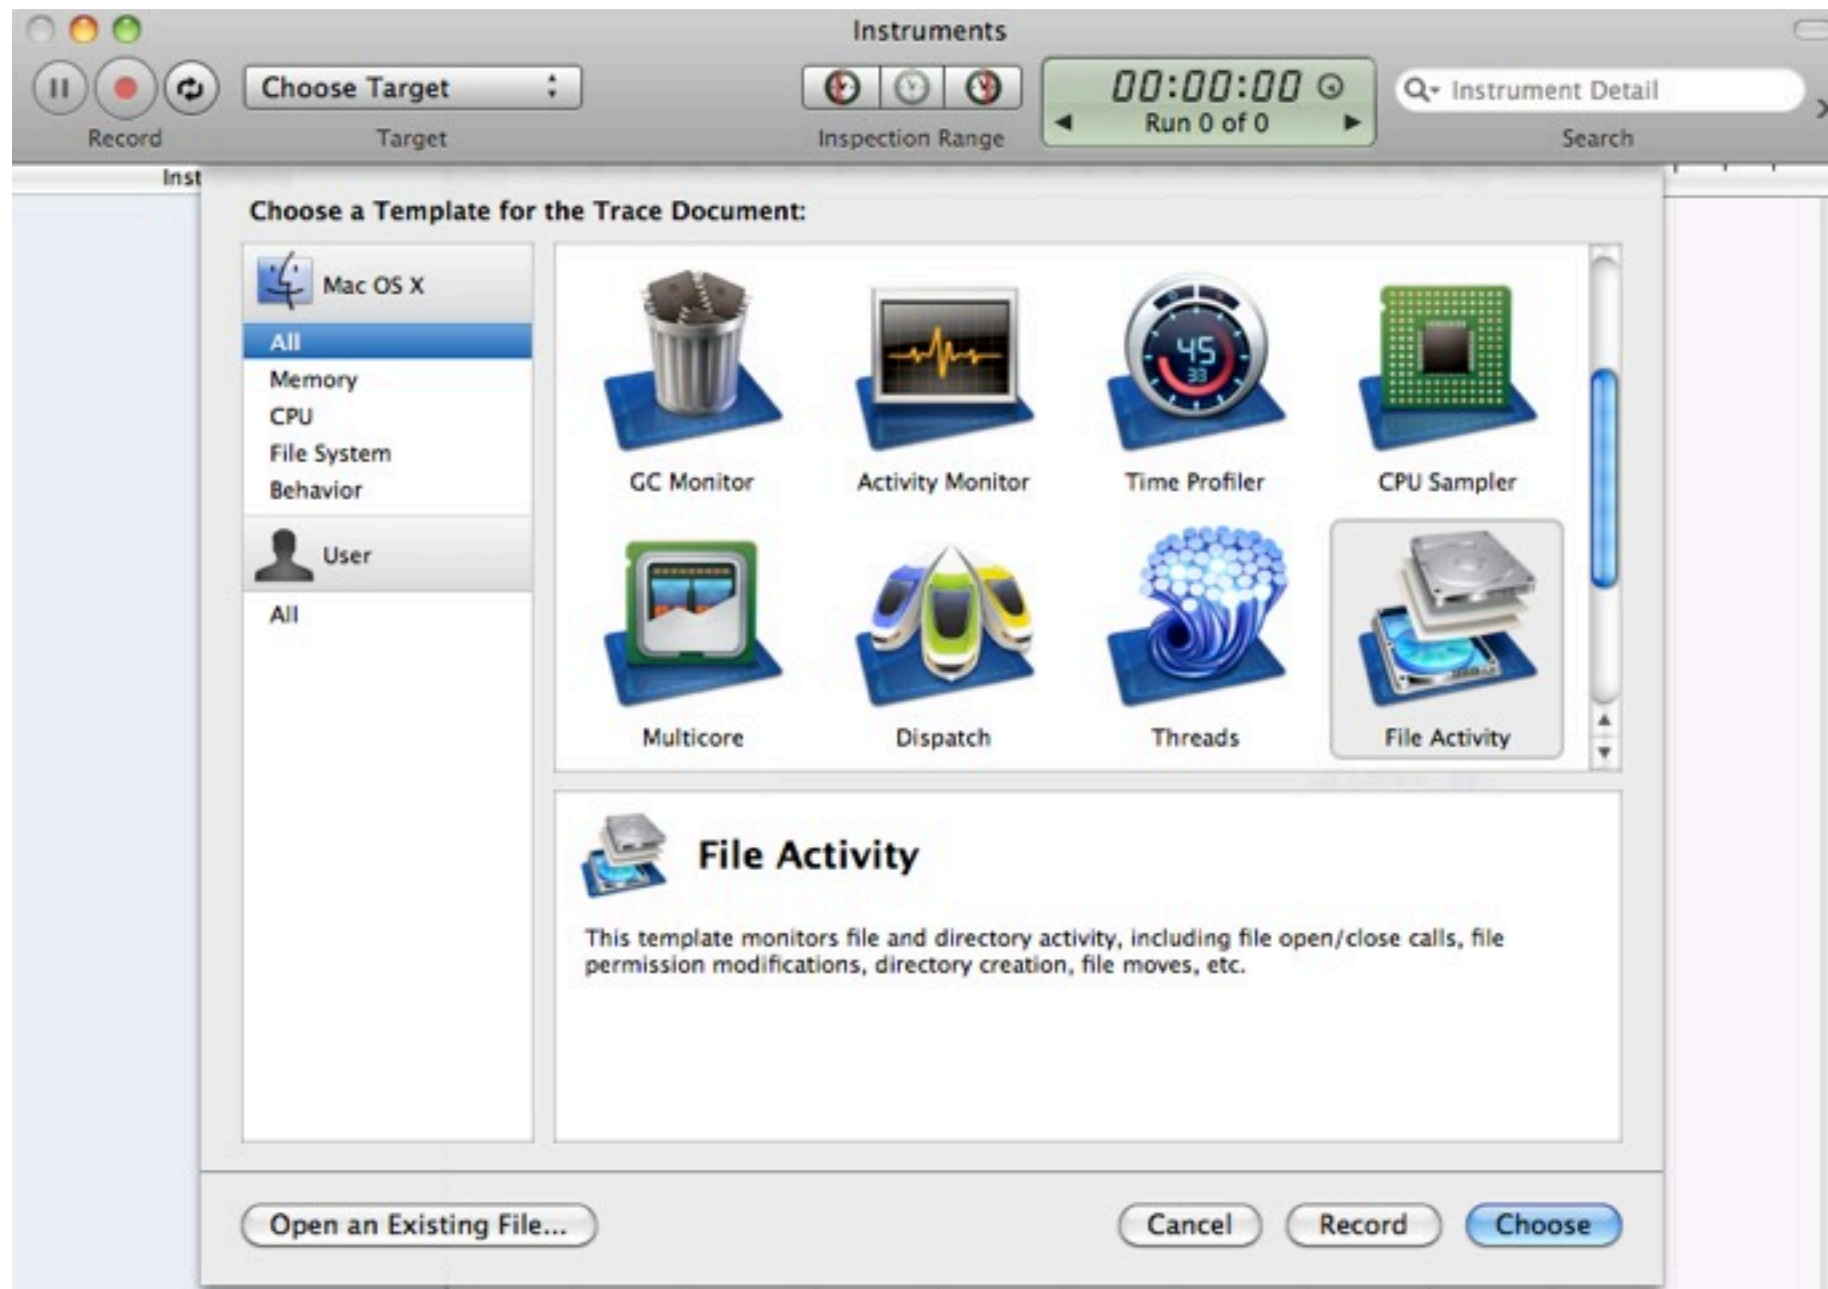 Instruments
Choose Target
00:00:00
Instrument Detail
Run 0 of 0
Record
Target
Inspection Range
Search
Inst
Choose a Template for the Trace Document:
Mac OS X
All
Memory
CPU
File System
Behavior
User
All
45
33
GC Monitor
Activity Monitor
Time Profiler
CPU Sampler
Multicore
Dispatch
Threads
File Activity
File Activity
This template monitors file and directory activity, including file open/close calls, file
permission modifications, directory creation, file moves, etc.
Open an Existing File...
Cancel
Record
Choose